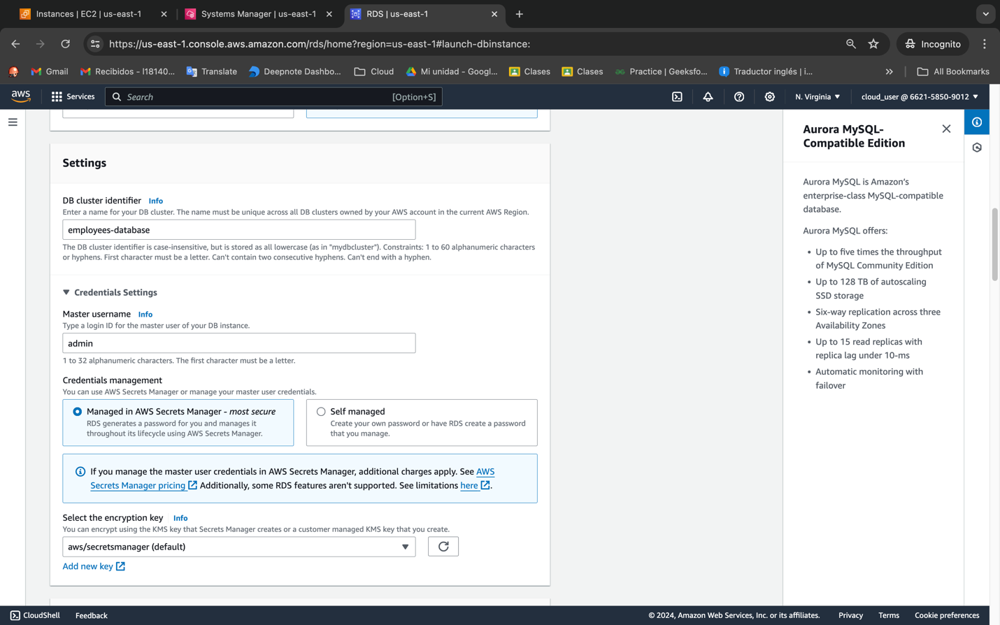 Instances | EC2 | us-east-1
Systems Manager | us-east-1
RDS | us-east-1
https://us-east-1.console.aws.amazon.com/rds/home?region=us-east-1#launch-dbinstance:
Incognito
Gmail
Recibidos - l18140...
Translate
Deepnote Dashbo...
Cloud
Mi unidad - Googl...
Clases
Clases
Practice | Geeksfo...
Traductor inglés | i...
All Bookmarks
aws
Services
Search
[Option+S]
N. Virginia
cloud_user @ 6621-5850-9012
Settings
DB cluster identifier Info
Enter a name for your DB cluster. The name must be unique across all DB clusters owned by your AWS account in the current AWS Region.
employees-database
The DB cluster identifier is case-insensitive, but is stored as all lowercase (as in "mydbcluster"). Constraints: 1 to 60 alphanumeric characters
or hyphens. First character must be a letter. Can't contain two consecutive hyphens. Can't end with a hyphen.
Credentials Settings
Master username Info
Type a login ID for the master user of your DB instance.
admin
1 to 32 alphanumeric characters. The first character must be a letter.
Credentials management
You can use AWS Secrets Manager or manage your master user credentials.
Managed in AWS Secrets Manager - most secure
RDS generates a password for you and manages it
throughout its lifecycle using AWS Secrets Manager.
Self managed
Create your own password or have RDS create a password
that you manage.
If you manage the master user credentials in AWS Secrets Manager, additional charges apply. See AWS
Secrets Manager pricing Additionally, some RDS features aren't supported. See limitations here .
Select the encryption key Info
You can encrypt using the KMS key that Secrets Manager creates or a customer managed KMS key that you create.
aws/secretsmanager (default)
Add new key
Aurora MySQL-
Compatible Edition
Aurora MySQL is Amazon's
enterprise-class MySQL-compatible
database.
Aurora MySQL offers:
• Up to five times the throughput
of MySQL Community Edition
• Up to 128 TB of autoscaling
SSD storage
• Six-way replication across three
Availability Zones
• Up to 15 read replicas with
replica lag under 10-ms
• Automatic monitoring with
failover
CloudShell
Feedback
© 2024, Amazon Web Services, Inc. or its affiliates.
Privacy
Terms
Cookie preferences